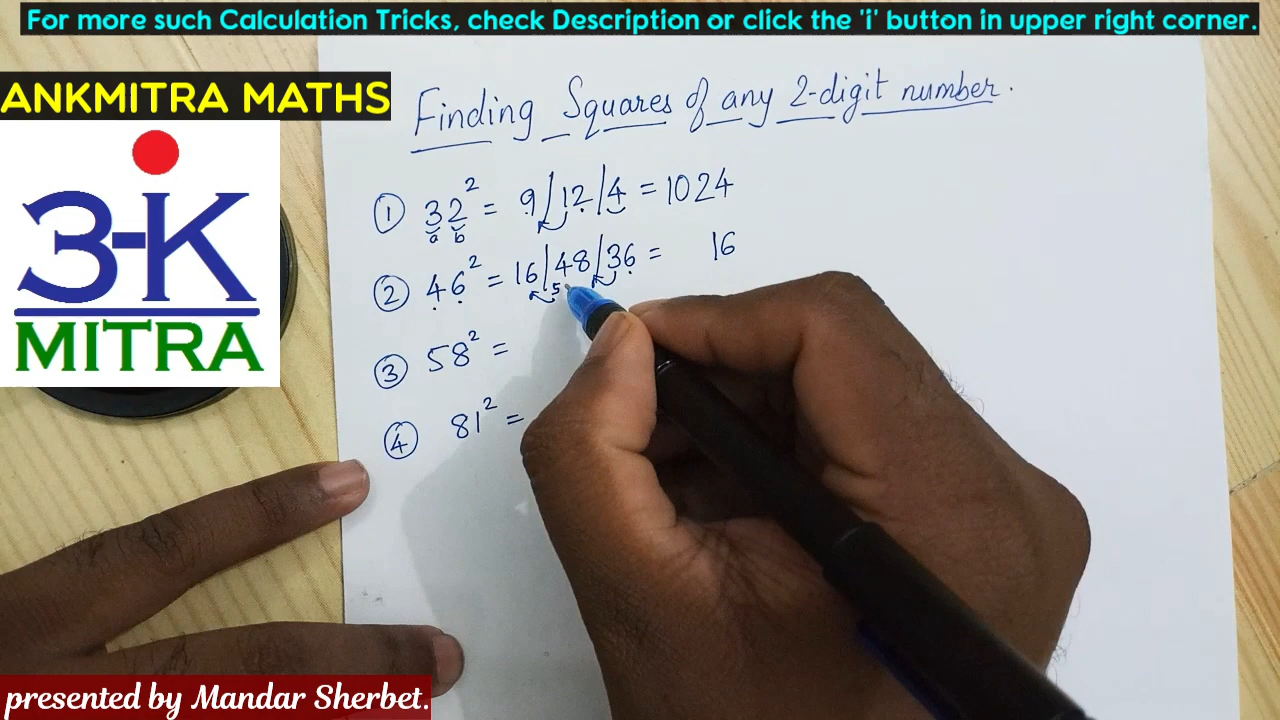 For more such Calculation Tricks, check Description or click the 'i' button in upper right corner.
ANKMITRA MATHS
3-K
MITRA
Finding Squares of any 2-digit number.
① 32² = 9/12/4 = 1024
a b
② 46² = 16/48/36 = 16
5
③ 58² =
④ 81² =
presented by Mandar Sherbet.